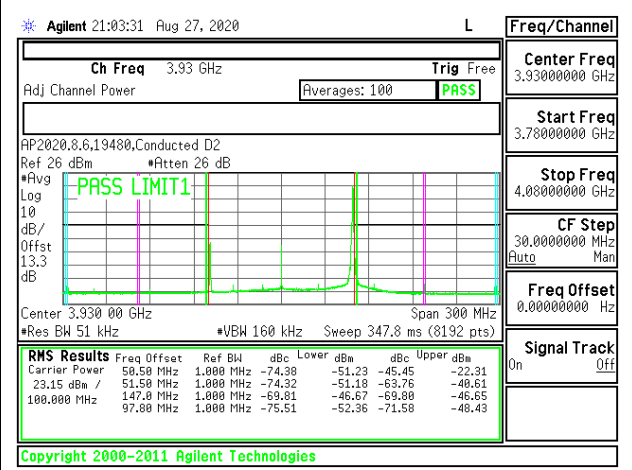 Agilent 21:03:31 Aug 27, 2020 L
Ch Freq 3.93 GHz Trig Free
Adj Channel Power Averages: 100 PASS
AP2020.8.6,19480,Conducted D2
Ref 26 dBm #Atten 26 dB
#Avg
Log
10
dB/
Offst
13.3
dB
PASS LIMIT1
Center 3.930 00 GHz Span 300 MHz
#Res BW 51 kHz #VBW 160 kHz Sweep 347.8 ms (8192 pts)
RMS Results Freq Offset Ref BW dBc Lower dBm dBc Upper dBm
Carrier Power 50.50 MHz 1.000 MHz -74.38 -51.23 -45.45 -22.31
23.15 dBm / 51.50 MHz 1.000 MHz -74.32 -51.18 -63.76 -40.61
100.000 MHz 147.0 MHz 1.000 MHz -69.81 -46.67 -69.80 -46.65
97.80 MHz 1.000 MHz -75.51 -52.36 -71.58 -48.43
Copyright 2000-2011 Agilent Technologies
Freq/Channel
Center Freq
3.93000000 GHz
Start Freq
3.78000000 GHz
Stop Freq
4.08000000 GHz
CF Step
30.0000000 MHz
Auto Man
Freq Offset
0.00000000 Hz
Signal Track
On Off